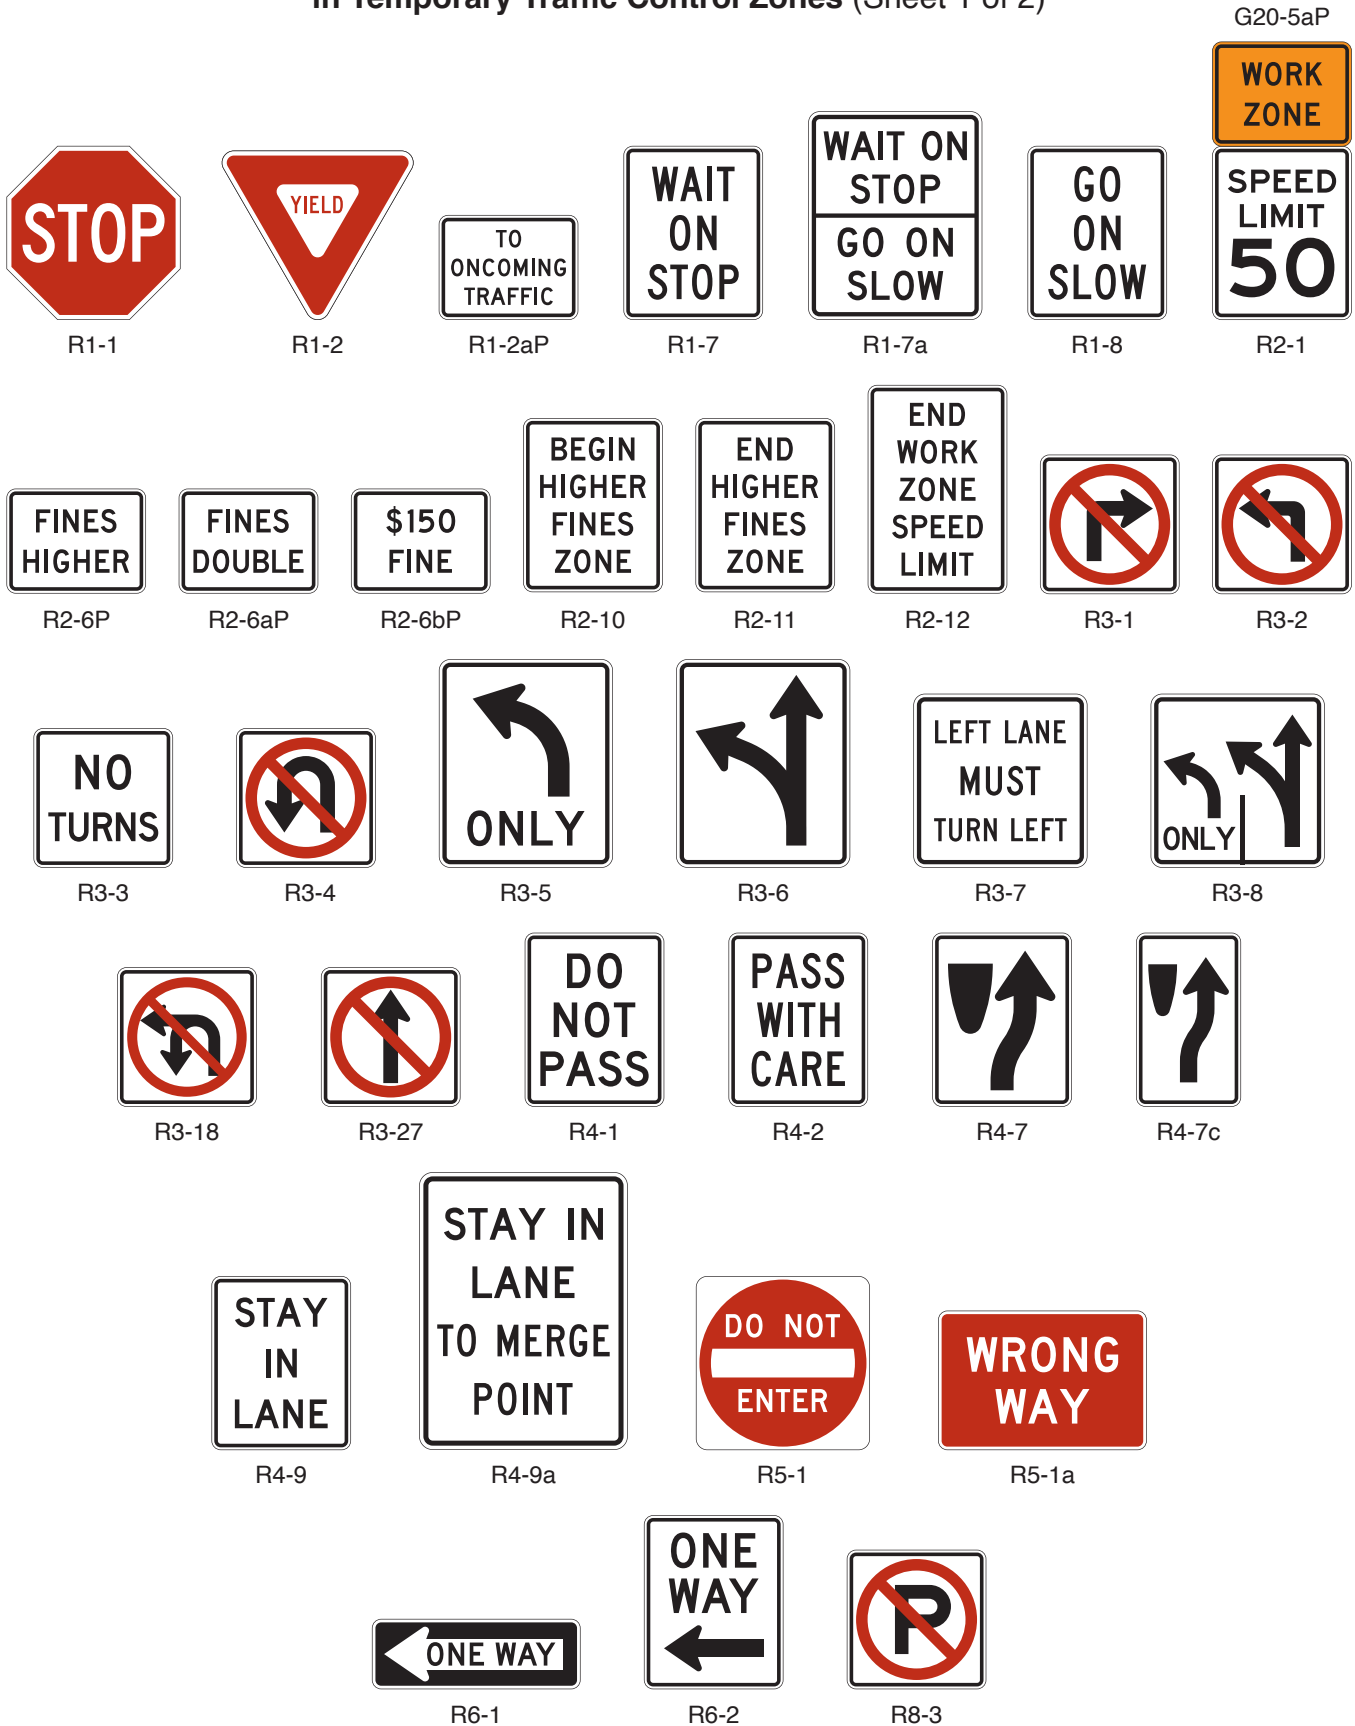 in Temporary Traffic Control Zones (Sheet 1 of 2)
G20-5aP
WORK
ZONE
STOP
R1-1
YIELD
R1-2
TO
ONCOMING
TRAFFIC
R1-2aP
WAIT
ON
STOP
R1-7
WAIT ON
STOP
GO ON
SLOW
R1-7a
GO
ON
SLOW
R1-8
SPEED
LIMIT
50
R2-1
FINES
HIGHER
R2-6P
FINES
DOUBLE
R2-6aP
$150
FINE
R2-6bP
BEGIN
HIGHER
FINES
ZONE
R2-10
END
HIGHER
FINES
ZONE
R2-11
END
WORK
ZONE
SPEED
LIMIT
R2-12
R3-1
R3-2
NO
TURNS
R3-3
R3-4
ONLY
R3-5
R3-6
LEFT LANE
MUST
TURN LEFT
R3-7
ONLY
R3-8
R3-18
R3-27
DO
NOT
PASS
R4-1
PASS
WITH
CARE
R4-2
R4-7
R4-7c
STAY
IN
LANE
R4-9
STAY IN
LANE
TO MERGE
POINT
R4-9a
DO NOT
ENTER
R5-1
WRONG
WAY
R5-1a
ONE WAY
R6-1
ONE
WAY
R6-2
P
R8-3